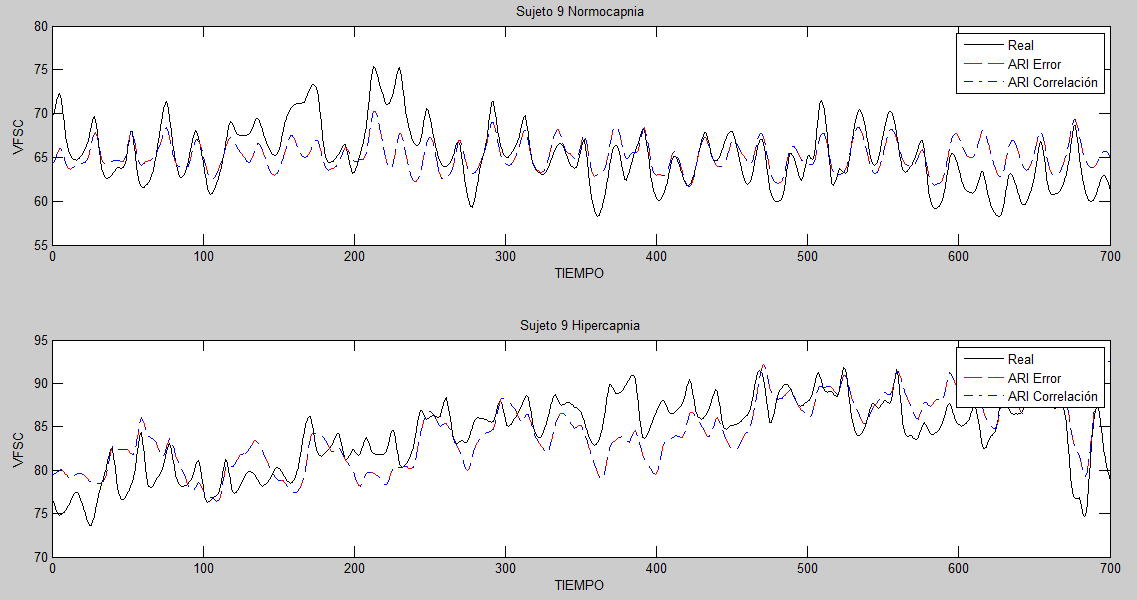 Sujeto 9 Normocapnia
80
75
70
65
60
55
VFSC
Real
ARI Error
ARI Correlación
0 100 200 300 400 500 600 700
TIEMPO
Sujeto 9 Hipercapnia
95
90
85
80
75
70
VFSC
Real
ARI Error
ARI Correlación
0 100 200 300 400 500 600 700
TIEMPO